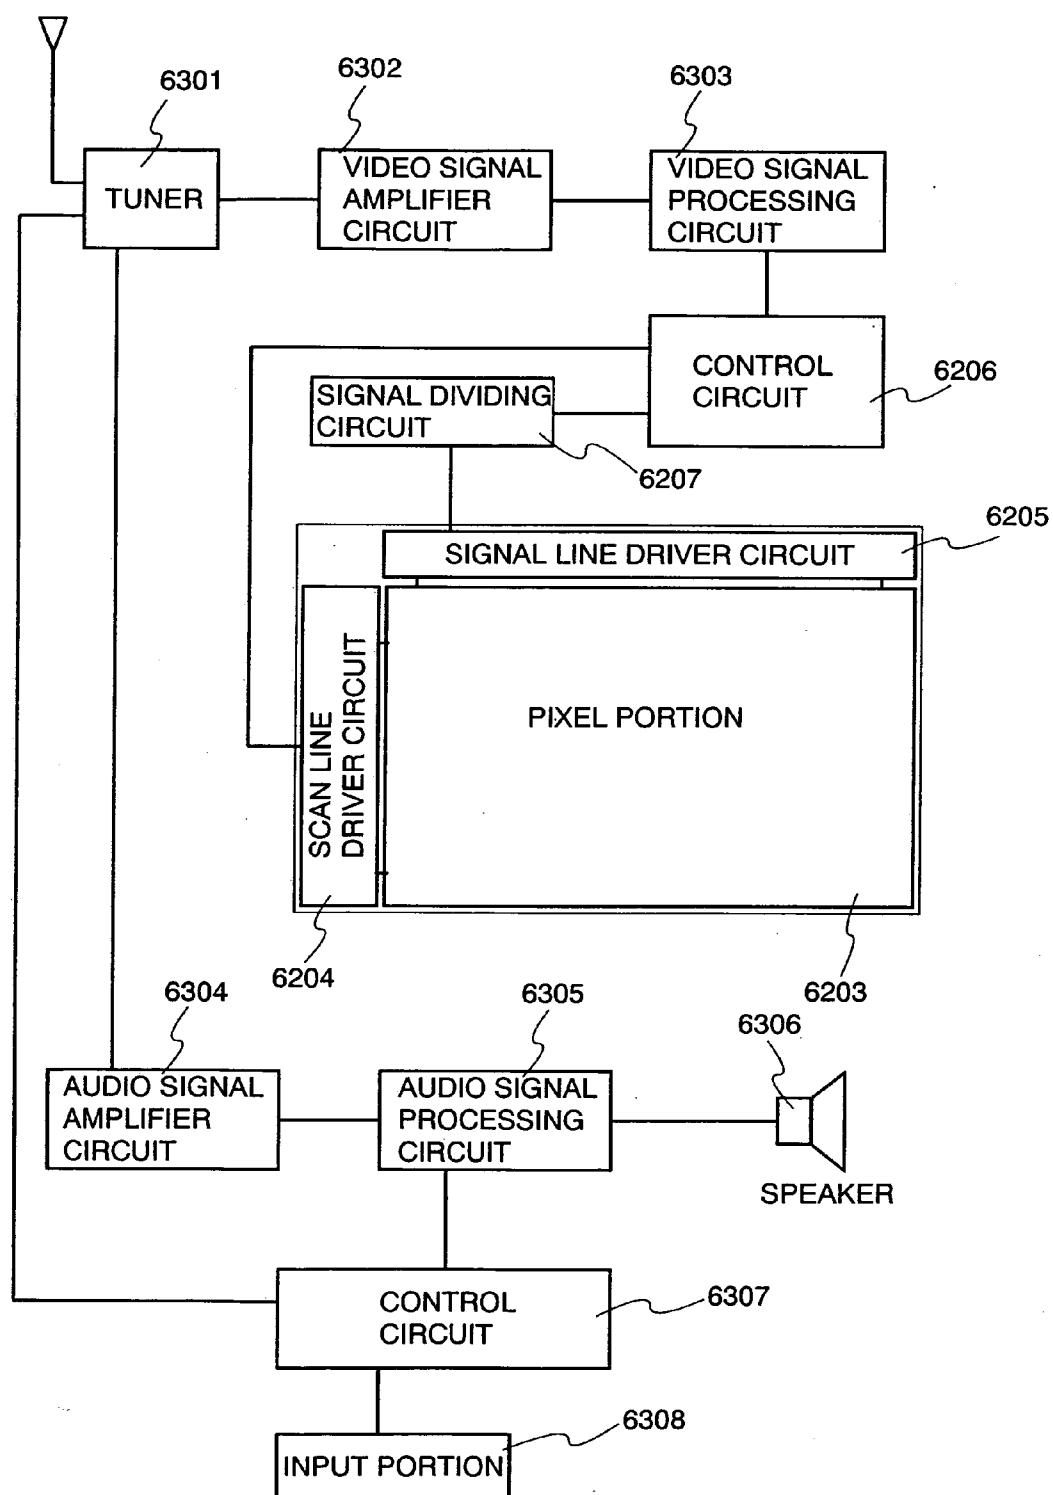 6301
6302
6303
TUNER
VIDEO SIGNAL
AMPLIFIER
CIRCUIT
VIDEO SIGNAL
PROCESSING
CIRCUIT
CONTROL
CIRCUIT
6206
SIGNAL DIVIDING
CIRCUIT
6207
6205
SIGNAL LINE DRIVER CIRCUIT
SCAN LINE
DRIVER CIRCUIT
PIXEL PORTION
6204
6203
6304
6305
6306
AUDIO SIGNAL
AMPLIFIER
CIRCUIT
AUDIO SIGNAL
PROCESSING
CIRCUIT
SPEAKER
CONTROL
CIRCUIT
6307
6308
INPUT PORTION